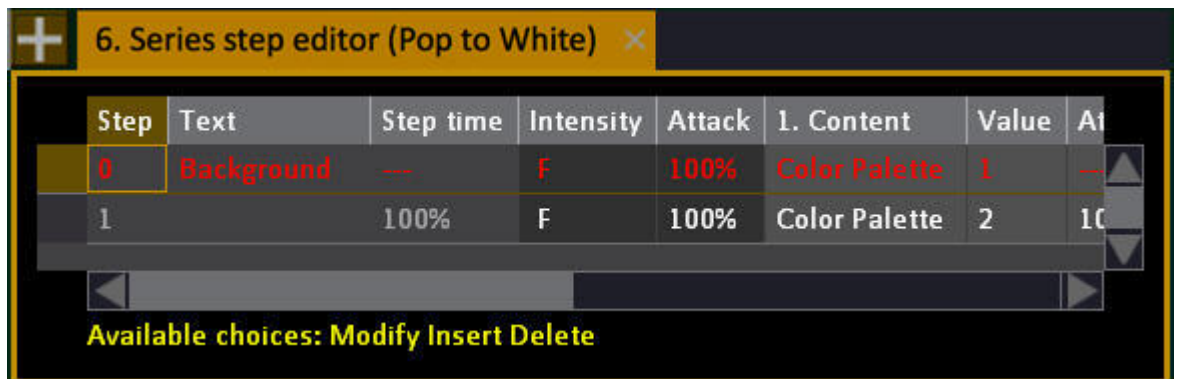 6. Series step editor (Pop to White) ×
Step Text Step time Intensity Attack 1. Content Value
0 Background --- F 100% Color Palette 1
1 100% F 100% Color Palette 2
Available choices: Modify Insert Delete